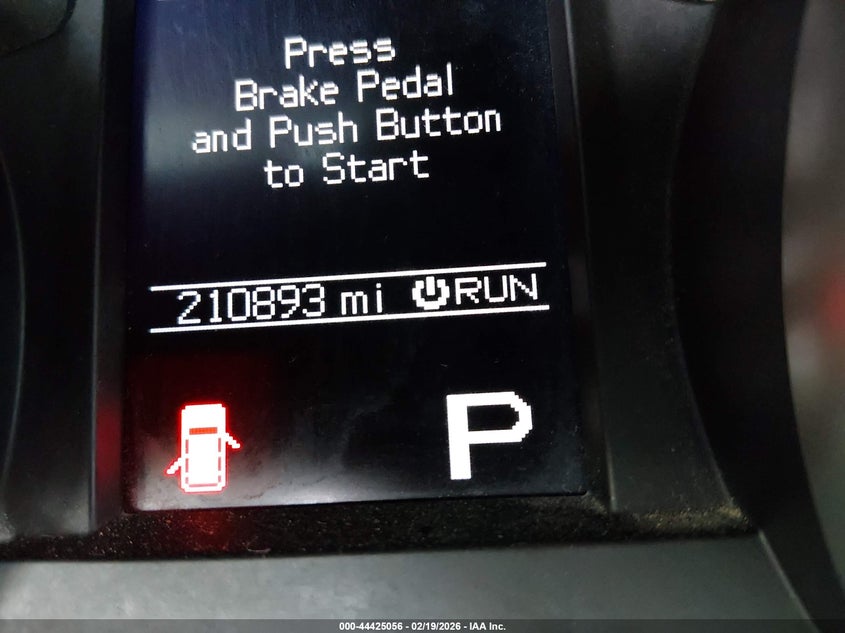 Press
Brake Pedal
and Push Button
to Start
210893 mi RUN
P
000-44425056 - 02/19/2026 - IAA Inc.